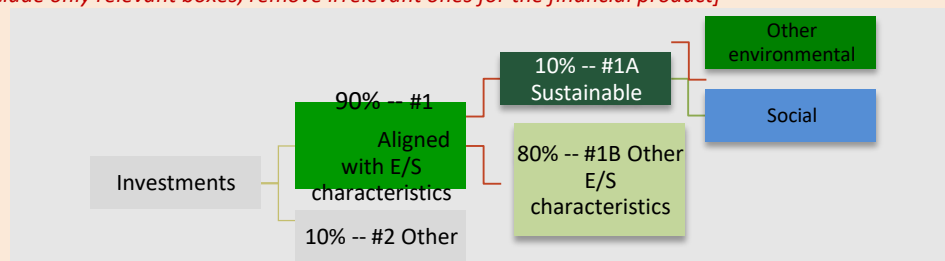 ude only relevant boxes, remove irrelevant ones for the financial product]
Other
environmental
10% -- #1A
Sustainable
90% -- #1
Social
Aligned
with E/S
characteristics
80% -- #1B Other
E/S
characteristics
Investments
10% -- #2 Other